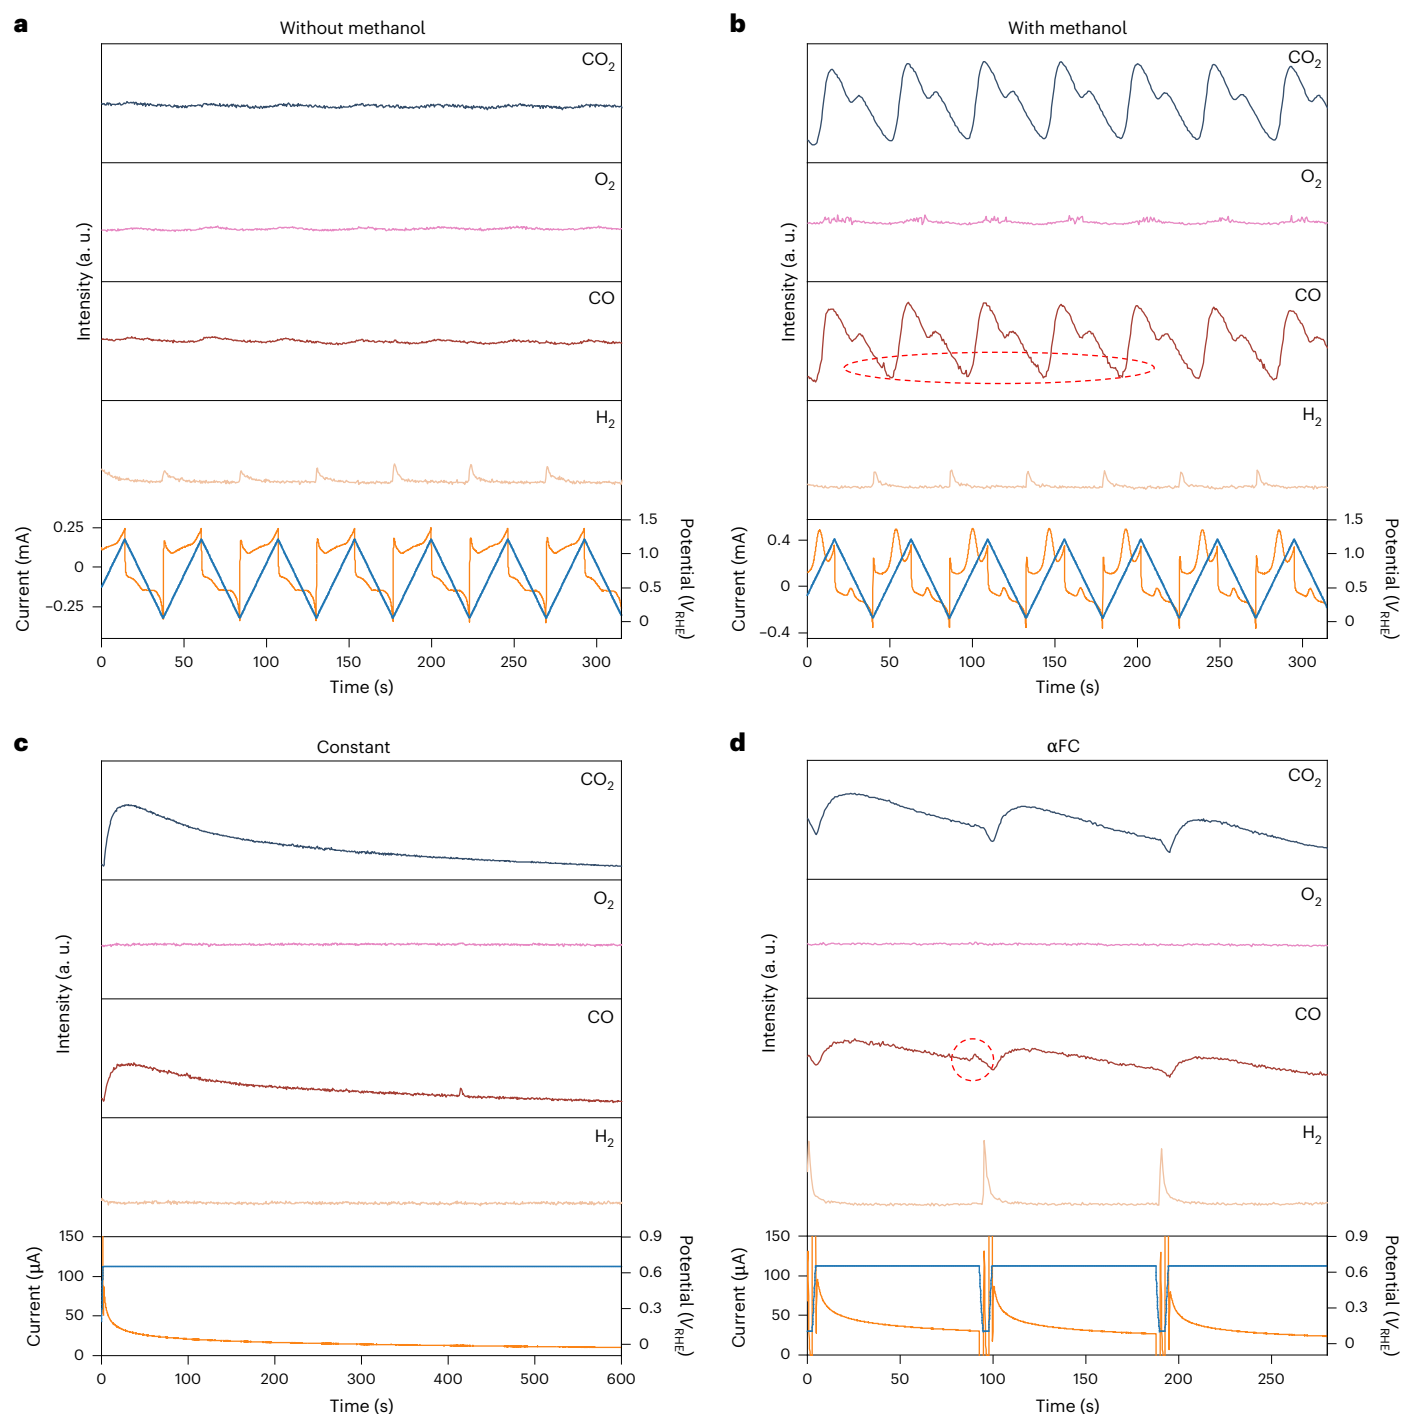 a
Without methanol
CO2
O2
CO
H2
Intensity (a. u.)
Current (mA)
0.25
0
−0.25
1.5
1.0
0.5
0
Potential (VRHE)
0 50 100 150 200 250 300
Time (s)
b
With methanol
CO2
O2
CO
H2
Intensity (a. u.)
Current (mA)
0.4
0
−0.4
1.5
1.0
0.5
0
Potential (VRHE)
0 50 100 150 200 250 300
Time (s)
c
Constant
CO2
O2
CO
H2
Intensity (a. u.)
Current (μA)
150
100
50
0
0.9
0.6
0.3
0
Potential (VRHE)
0 100 200 300 400 500 600
Time (s)
d
αFC
CO2
O2
CO
H2
Intensity (a. u.)
Current (μA)
150
100
50
0
0.9
0.6
0.3
0
Potential (VRHE)
0 50 100 150 200 250
Time (s)